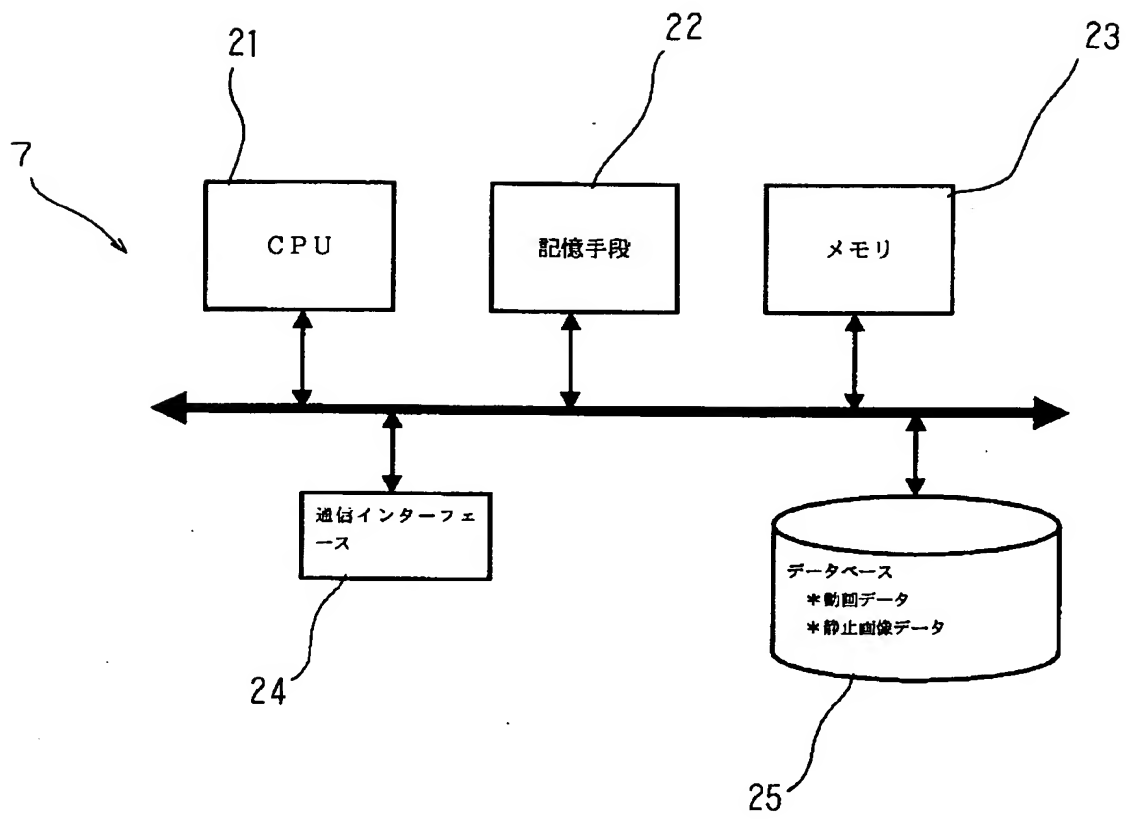 21
22
23
7
CPU
記憶手段
メモリ
通信インターフェ
ース
データベース
*動画データ
*静止画像データ
24
25